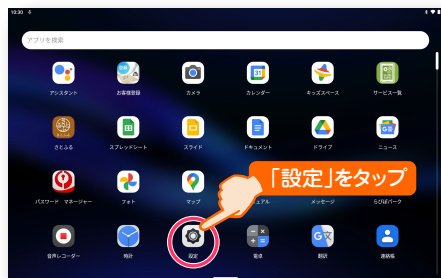 10:30
アプリを検索
アシスタント
お客様登録
カメラ
カレンダー
キッズスペース
サービス一覧
さとふる
スプレッドシート
スライド
ドキュメント
ドライブ
ニュース
パスワード マネージャー
フォト
マップ
メッセージ
らびぽパーク
「設定」をタップ
音声レコーダー
時計
設定
電卓
翻訳
連絡帳